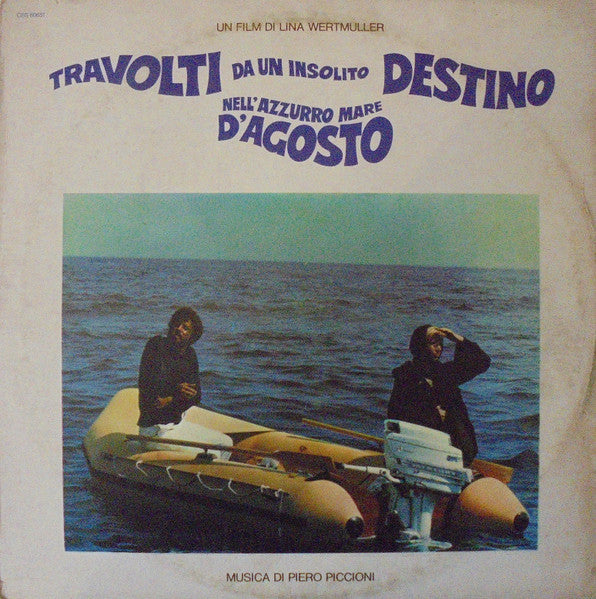 UN FILM DI LINA WERTMULLER
TRAVOLTI DA UN INSOLITO DESTINO
NELL'AZZURRO MARE
D'AGOSTO
MUSICA DI PIERO PICCIONI